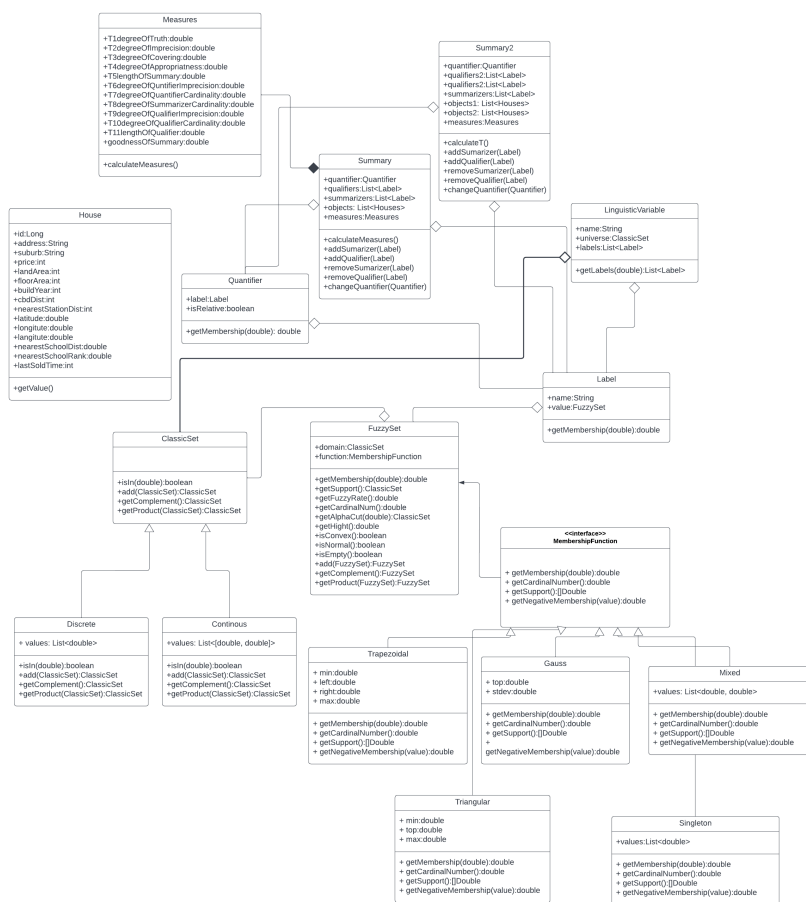 Measures
+T1degreeOfTruth:double
+T2degreeOfImprecision:double
+T3degreeOfCovering:double
+T4degreeOfAppropriatness:double
+T5lengthOfSummary:double
+T6degreeOfQuntifierImprecision:double
+T7degreeOfQuantifierCardinality:double
+T8degreeOfSummarizerCardinality:double
+T9degreeOfQualifierImprecision:double
+T10degreeOfQualifierCardinality:double
+T11lengthOfQualifier:double
+goodnessOfSummary:double
+calculateMeasures()
Summary2
+quantifier:Quantifier
+qualifiers2:List<Label>
+qualifiers2:List<Label>
+summarizers:List<Label>
+objects1: List<Houses>
+objects2: List<Houses>
+measures:Measures
+calculateT()
+addSumarizer(Label)
+addQualifier(Label)
+removeSumarizer(Label)
+removeQualifier(Label)
+changeQuantifier(Quantifier)
Summary
+quantifier:Quantifier
+qualifiers:List<Label>
+summarizers:List<Label>
+objects: List<Houses>
+measures:Measures
+calculateMeasures()
+addSumarizer(Label)
+addQualifier(Label)
+removeSumarizer(Label)
+removeQualifier(Label)
+changeQuantifier(Quantifier)
LinguisticVariable
+name:String
+universe:ClassicSet
+labels:List<Label>
+getLabels(double):List<Label>
House
+id:Long
+address:String
+suburb:String
+price:int
+landArea:int
+floorArea:int
+buildYear:int
+cbdDist:int
+nearestStationDist:int
+latitude:double
+longitute:double
+langitute:double
+nearestSchoolDist:double
+nearestSchoolRank:double
+lastSoldTime:int
+getValue()
Quantifier
+label:Label
+isRelative:boolean
+getMembership(double): double
Label
+name:String
+value:FuzzySet
+getMembership(double):double
ClassicSet
+isIn(double):boolean
+add(ClassicSet):ClassicSet
+getComplement():ClassicSet
+getProduct(ClassicSet):ClassicSet
FuzzySet
+domain:ClassicSet
+function:MembershipFunction
+getMembership(double):double
+getSupport():ClassicSet
+getFuzzyRate():double
+getCardinalNum():double
+getAlphaCut(double):ClassicSet
+getHight():double
+isConvex():boolean
+isNormal():boolean
+isEmpty():boolean
+add(FuzzySet):FuzzySet
+getComplement():FuzzySet
+getProduct(FuzzySet):FuzzySet
<<interface>>
MembershipFunction
+ getMembership(double):double
+ getCardinalNumber():double
+ getSupport():[]Double
+ getNegativeMembership(value):double
Discrete
+ values: List<double>
+isIn(double):boolean
+add(ClassicSet):ClassicSet
+getComplement():ClassicSet
+getProduct(ClassicSet):ClassicSet
Continous
+values: List<[double, double]>
+isIn(double):boolean
+add(ClassicSet):ClassicSet
+getComplement():ClassicSet
+getProduct(ClassicSet):ClassicSet
Trapezoidal
+ min:double
+ left:double
+ right:double
+ max:double
+ getMembership(double):double
+ getCardinalNumber():double
+ getSupport():[]Double
+ getNegativeMembership(value):double
Gauss
+ top:double
+ stdev:double
+ getMembership(double):double
+ getCardinalNumber():double
+ getSupport():[]Double
+
getNegativeMembership(value):double
Mixed
+values: List<double, double>
+ getMembership(double):double
+ getCardinalNumber():double
+ getSupport():[]Double
+ getNegativeMembership(value):double
Triangular
+ min:double
+ top:double
+ max:double
+ getMembership(double):double
+ getCardinalNumber():double
+ getSupport():[]Double
+ getNegativeMembership(value):double
Singleton
+values:List<double>
+ getMembership(double):double
+ getCardinalNumber():double
+ getSupport():[]Double
+ getNegativeMembership(value):double